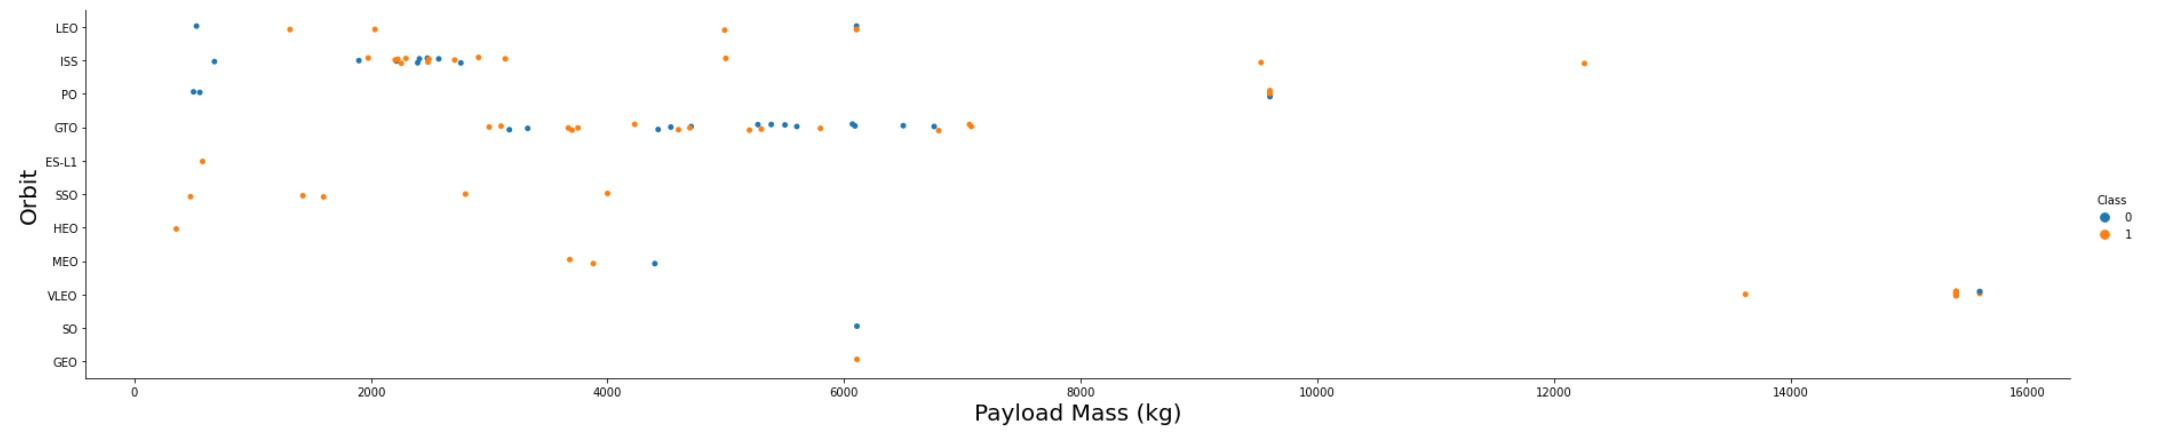 LEO
ISS
PO
GTO
ES-L1
SSO
HEO
MEO
VLEO
SO
GEO
Orbit
0 2000 4000 6000 8000 10000 12000 14000 16000
Payload Mass (kg)
Class
0
1